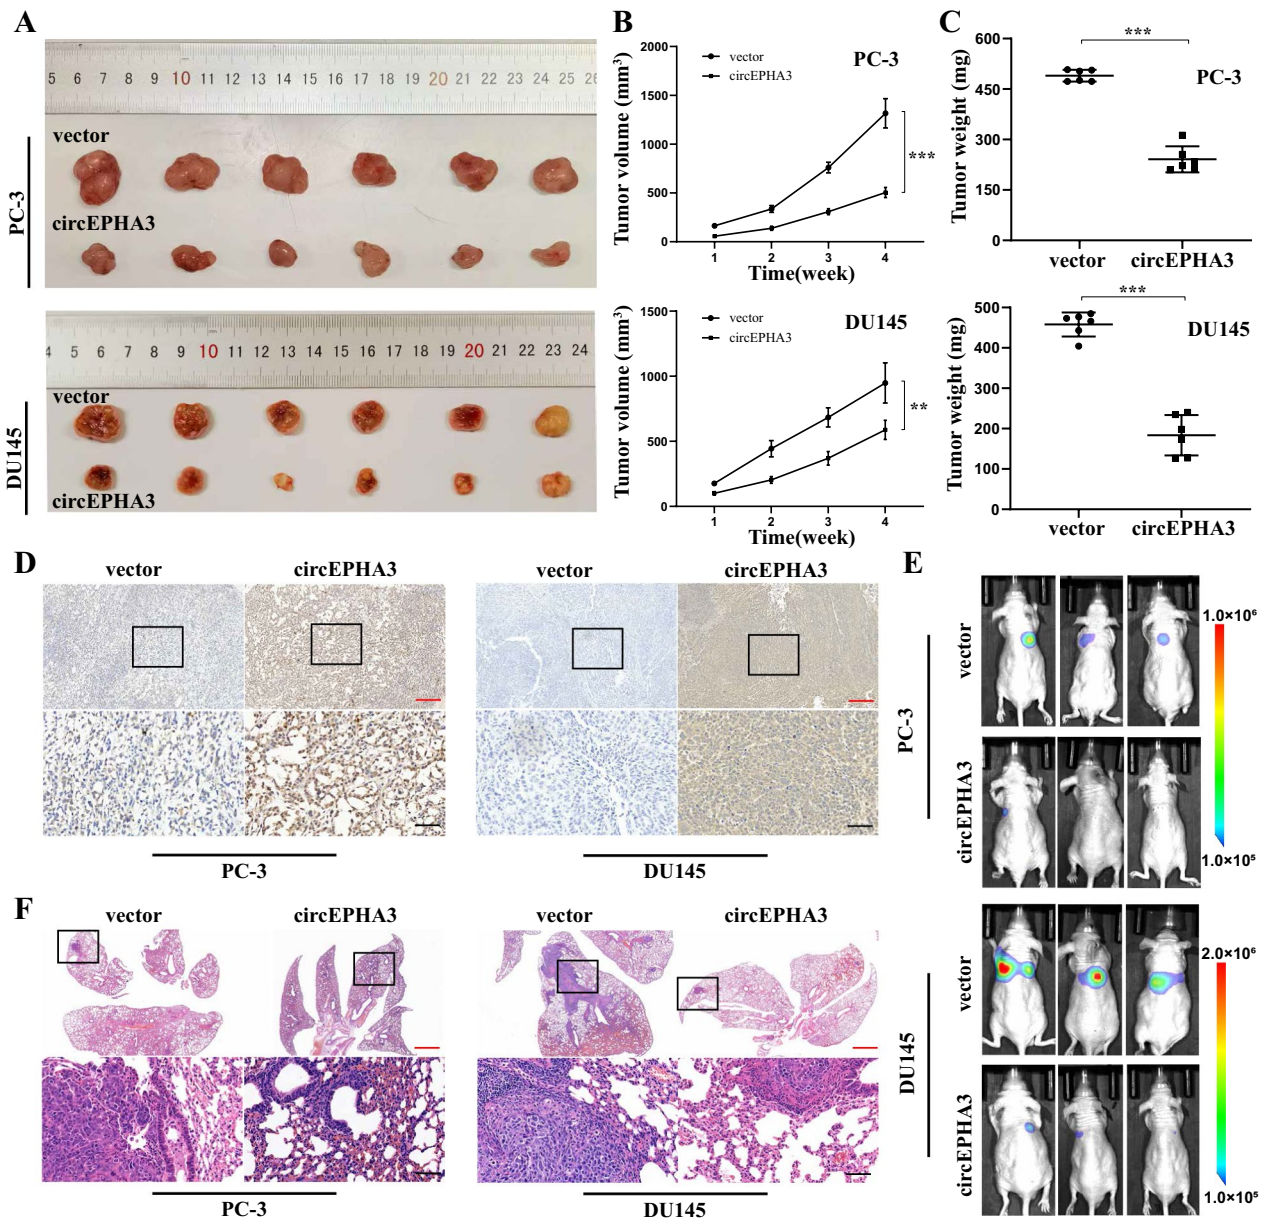 A
5 6 7 8 9 10 11 12 13 14 15 16 17 18 19 20 21 22 23 24 25 26
vector
circEPHA3
PC-3
4 5 6 7 8 9 10 11 12 13 14 15 16 17 18 19 20 21 22 23 24
vector
circEPHA3
DU145
B
PC-3
vector
circEPHA3
Tumor volume (mm³)
2000
1500
1000
500
0
***
1 2 3 4
Time(week)
DU145
vector
circEPHA3
Tumor volume (mm³)
1500
1000
500
0
**
1 2 3 4
Time(week)
C
***
PC-3
Tumor weight (mg)
600
450
300
150
0
vector circEPHA3
***
DU145
Tumor weight (mg)
500
400
300
200
100
0
vector circEPHA3
D
vector circEPHA3 vector circEPHA3
PC-3 DU145
E
vector
circEPHA3
PC-3
1.0×10⁶
1.0×10⁵
vector
circEPHA3
DU145
2.0×10⁶
1.0×10⁵
F
vector circEPHA3 vector circEPHA3
PC-3 DU145